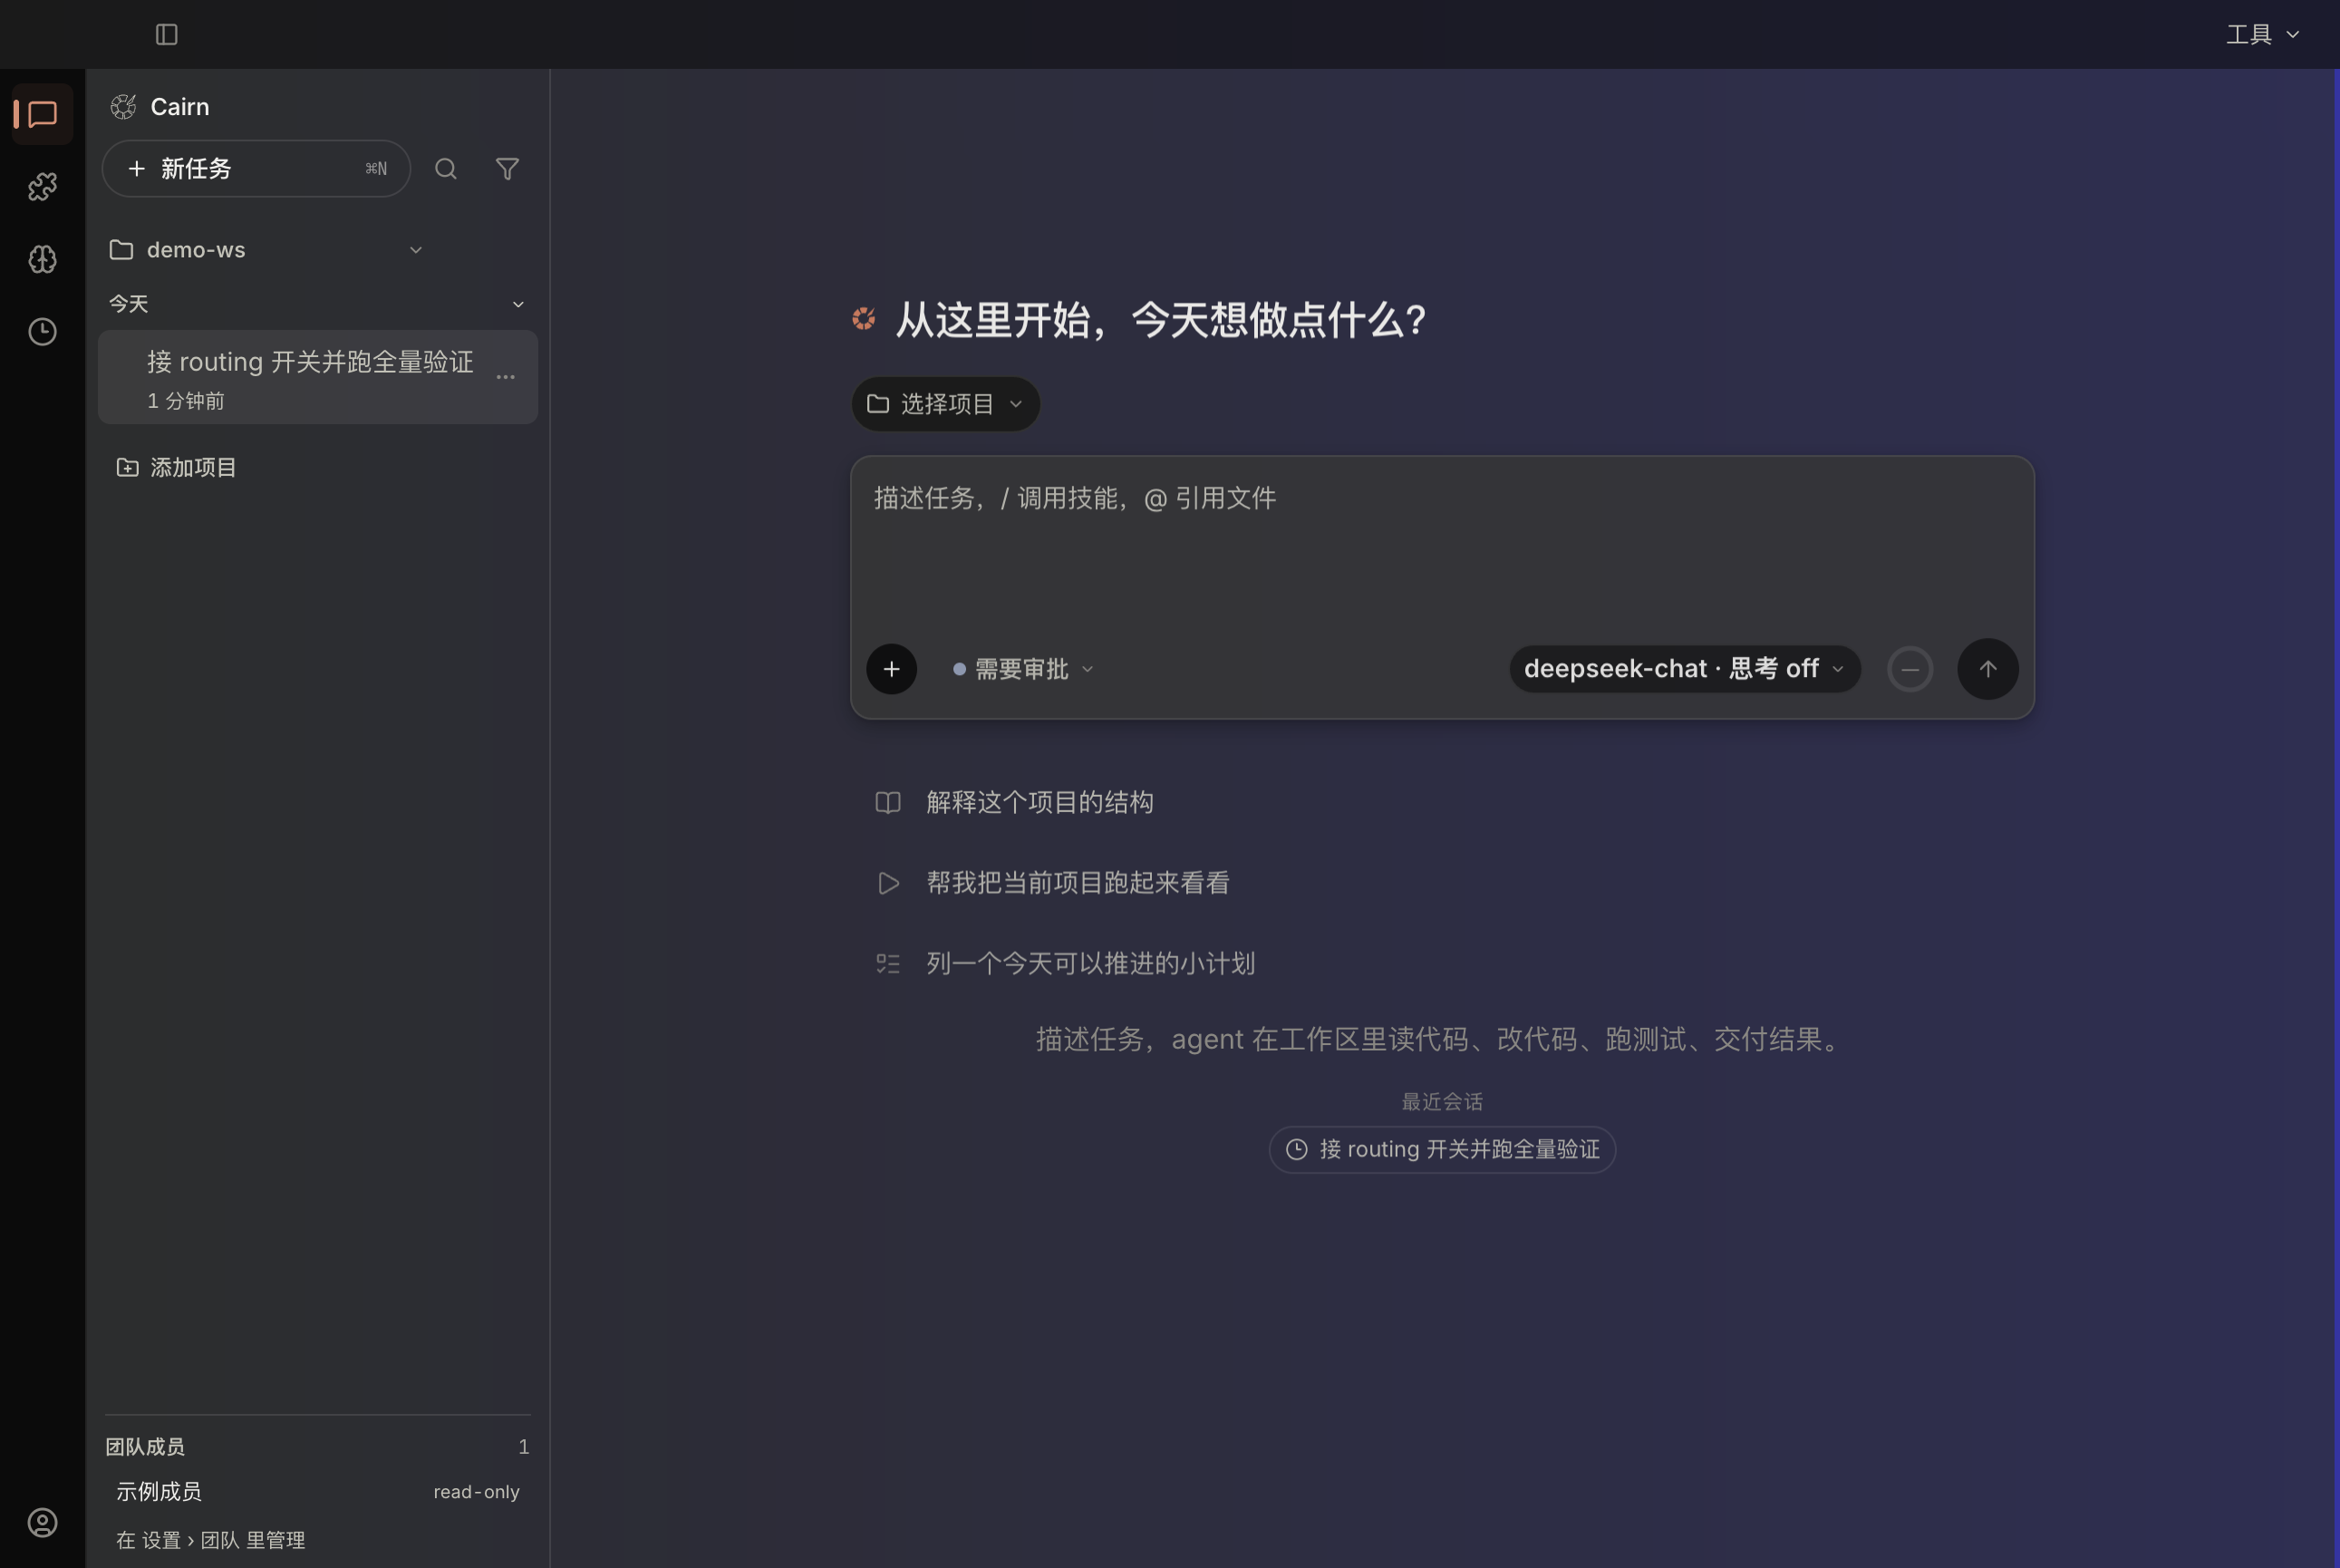 工具
Cairn
新任务 ⌘N
demo-ws
今天
接 routing 开关并跑全量验证
1 分钟前
添加项目
从这里开始，今天想做点什么？
选择项目
描述任务，/ 调用技能，@ 引用文件
需要审批
deepseek-chat · 思考 off
解释这个项目的结构
帮我把当前项目跑起来看看
列一个今天可以推进的小计划
描述任务，agent 在工作区里读代码、改代码、跑测试、交付结果。
最近会话
接 routing 开关并跑全量验证
团队成员 1
示例成员 read-only
在 设置 › 团队 里管理